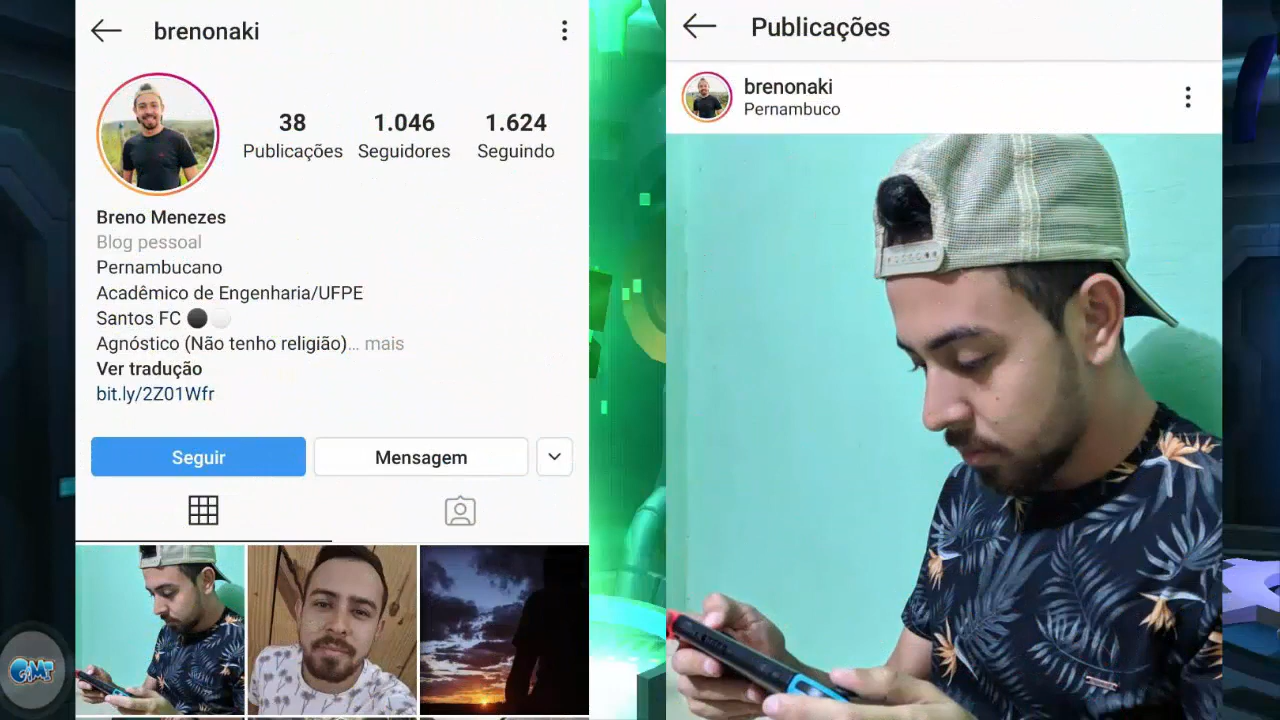 brenonaki
38
1.046
1.624
Publicações
Seguidores
Seguindo
Breno Menezes
Blog pessoal
Pernambucano
Acadêmico de Engenharia/UFPE
Santos FC ⚫⚪
Agnóstico (Não tenho religião)... mais
Ver tradução
bit.ly/2Z01Wfr
Seguir
Mensagem
Publicações
brenonaki
Pernambuco